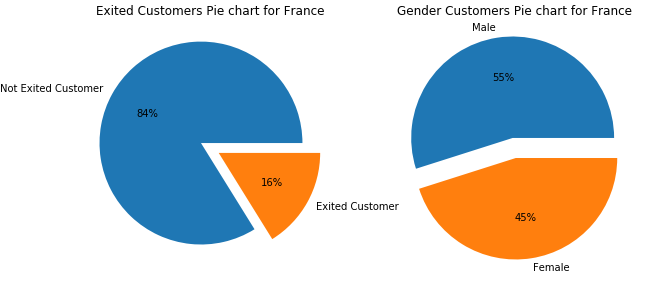 Exited Customers Pie chart for France
Not Exited Customer
84%
16%
Exited Customer
Gender Customers Pie chart for France
Male
55%
45%
Female